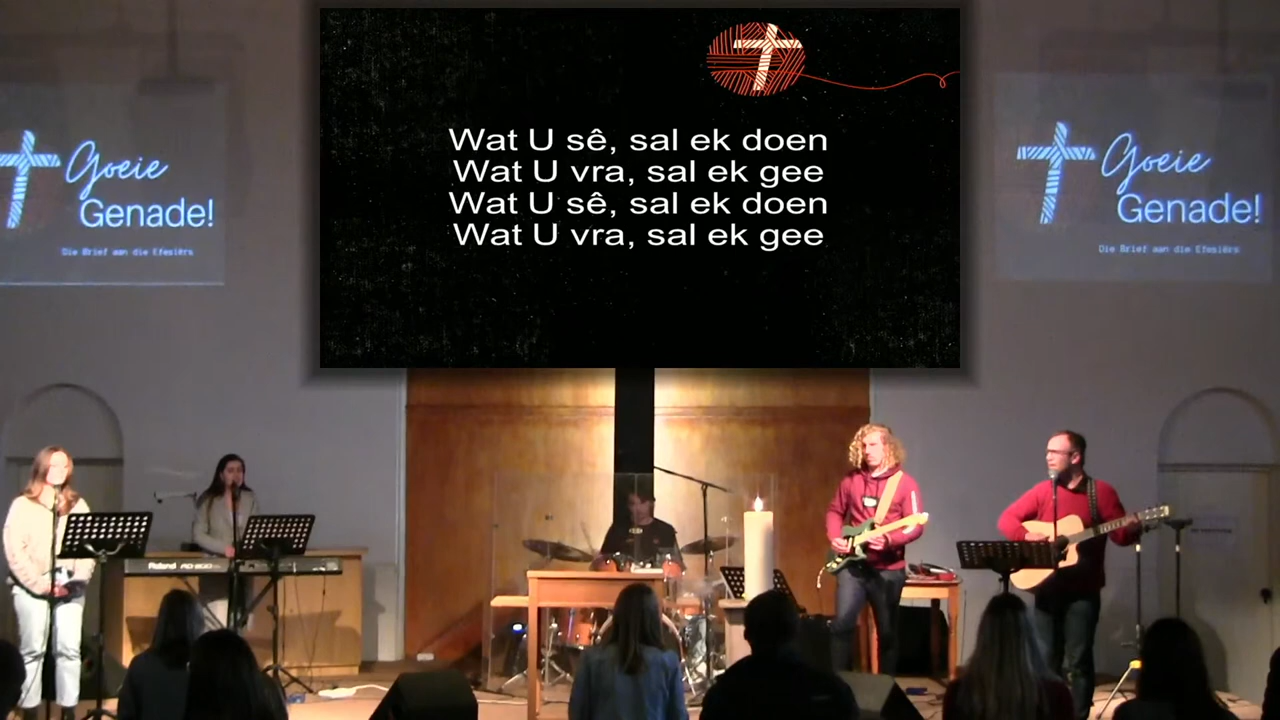 Wat U sê, sal ek doen
Wat U vra, sal ek gee
Wat U sê, sal ek doen
Wat U vra, sal ek gee
Goeie
Genade!
Die Brief aan die Efesiërs
Goeie
Genade!
Die Brief aan die Efesiërs
Roland